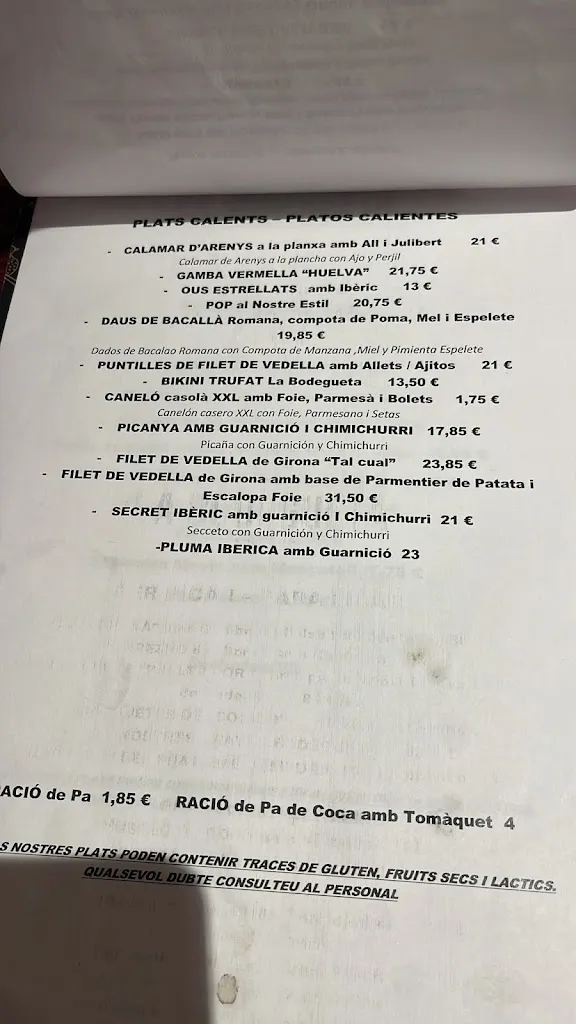 PLATS CALENTS – PLATOS CALIENTES
- CALAMAR D'ARENYS a la planxa amb All i Julibert 21 €
Calamar de Arenys a la plancha con Ajo y Perjil
- GAMBA VERMELLA "HUELVA" 21,75 €
- OUS ESTRELLATS amb Ibèric 13 €
- POP al Nostre Estil 20,75 €
- DAUS DE BACALLÀ Romana, compota de Poma, Mel i Espelete
19,85 €
Dados de Bacalao Romana con Compota de Manzana ,Miel y Pimienta Espelete
- PUNTILLES DE FILET DE VEDELLA amb Allets / Ajitos 21 €
- BIKINI TRUFAT La Bodegueta 13,50 €
- CANELÓ casolà XXL amb Foie, Parmesà i Bolets 1,75 €
Canelón casero XXL con Foie, Parmesano i Setas
- PICANYA AMB GUARNICIÓ I CHIMICHURRI 17,85 €
Picaña con Guarnición y Chimichurri
- FILET DE VEDELLA de Girona "Tal cual" 23,85 €
- FILET DE VEDELLA de Girona amb base de Parmentier de Patata i
Escalopa Foie 31,50 €
- SECRET IBÈRIC amb guarnició I Chimichurri 21 €
Secceto con Guarnición y Chimichurri
-PLUMA IBERICA amb Guarnició 23
ACIÓ de Pa 1,85 € RACIÓ de Pa de Coca amb Tomàquet 4
S NOSTRES PLATS PODEN CONTENIR TRACES DE GLUTEN, FRUITS SECS I LACTICS.
QUALSEVOL DUBTE CONSULTEU AL PERSONAL